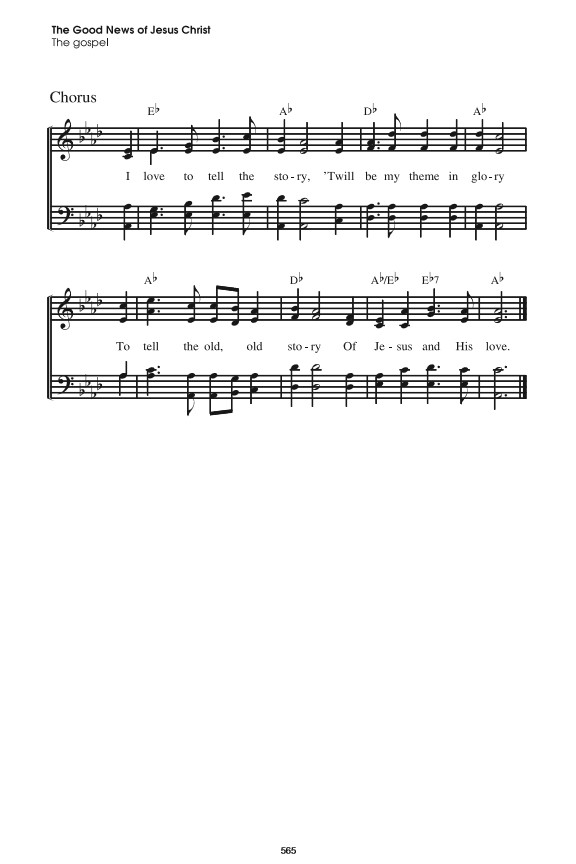 The Good News of Jesus Christ
The gospel
Chorus
E♭ A♭ D♭ A♭
I love to tell the sto - ry, 'Twill be my theme in glo - ry
A♭ D♭ A♭/E♭ E♭7 A♭
To tell the old, old sto - ry Of Je - sus and His love.
565